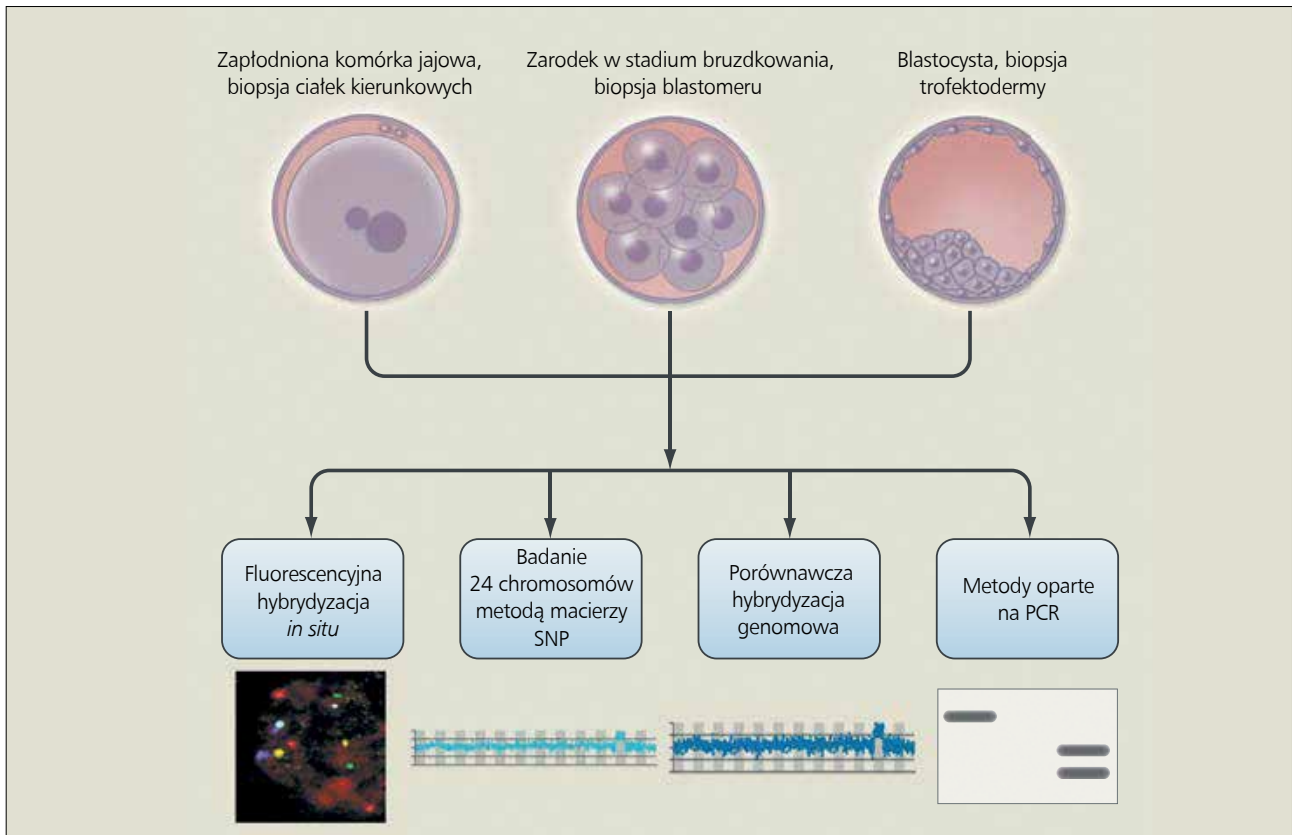 Zapłodniona komórka jajowa,
biopsja ciałek kierunkowych
Zarodek w stadium bruzdkowania,
biopsja blastomeru
Blastocysta, biopsja
trofektodermy
Fluorescencyjna
hybrydyzacja
in situ
Badanie
24 chromosomów
metodą macierzy
SNP
Porównawcza
hybrydyzacja
genomowa
Metody oparte
na PCR